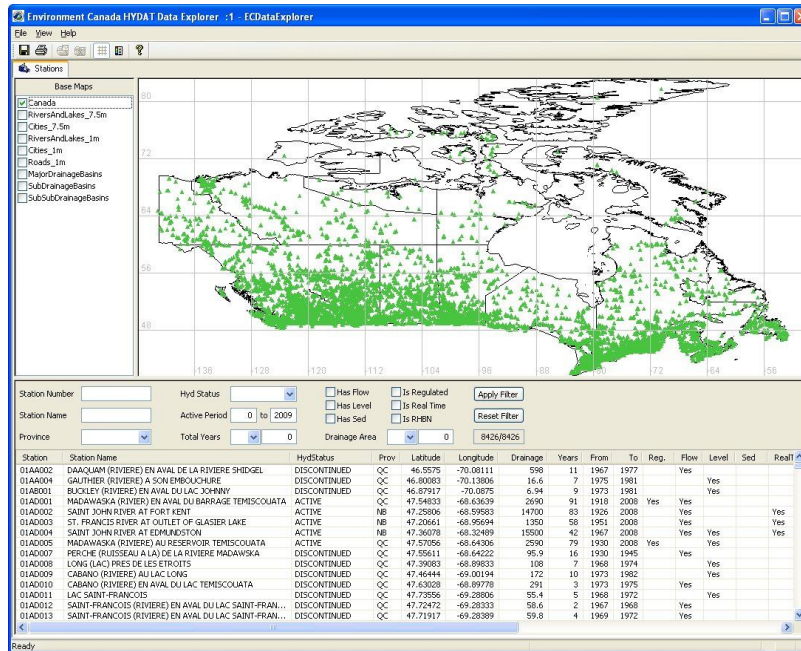 Environment Canada HYDAT Data Explorer :1 - ECDataExplorer
File View Help
Stations
Base Maps
Canada
RiversAndLakes_7.5m
Cities_7.5m
RiversAndLakes_1m
Cities_1m
Roads_1m
MajorDrainageBasins
SubDrainageBasins
SubSubDrainageBasins
80
72
64
56
48
-136 -128 -120 -112 -104 -96 -88 -80 -72 -64 -56
Station Number Hyd Status Has Flow Is Regulated Apply Filter
Station Name Active Period 0 to 2009 Has Level Is Real Time Reset Filter
Has Sed Is RHBN
Province Total Years 0 Drainage Area 0 8426/8426
Station Station Name HydStatus Prov Latitude Longitude Drainage Years From To Reg. Flow Level Sed RealT
01AA002 DAAQUAM (RIVIERE) EN AVAL DE LA RIVIERE SHIDGEL DISCONTINUED QC 46.5575 -70.08111 598 11 1967 1977 Yes
01AA004 GAUTHIER (RIVIERE) A SON EMBOUCHURE DISCONTINUED QC 46.80083 -70.13806 16.6 7 1975 1981 Yes
01AB001 BUCKLEY (RIVIERE) EN AVAL DU LAC JOHNNY DISCONTINUED QC 46.87917 -70.0875 6.94 9 1973 1981 Yes
01AD001 MADAWASKA (RIVIER) EN AVAL DU BARRAGE TEMISCOUATA ACTIVE QC 47.54833 -68.63639 2690 91 1918 2008 Yes Yes
01AD002 SAINT JOHN RIVER AT FORT KENT ACTIVE NB 47.25806 -68.59583 14700 83 1926 2008 Yes Yes
01AD003 ST. FRANCIS RIVER AT OUTLET OF GLASIER LAKE ACTIVE NB 47.20661 -68.95694 1350 58 1951 2008 Yes Yes
01AD004 SAINT JOHN RIVER AT EDMUNDSTON ACTIVE NB 47.36078 -68.32489 15500 42 1967 2008 Yes Yes Yes
01AD005 MADAWASKA (RIVIERE) AU RESERVOIR TEMISCOUATA ACTIVE QC 47.57056 -68.64306 2590 79 1930 2008 Yes Yes
01AD007 PERCHE (RUISSEAU A LA) DE LA RIVIERE MADAWSKA DISCONTINUED QC 47.55611 -68.64222 95.9 16 1930 1945 Yes
01AD008 LONG (LAC) PRES DE LES ETROITS DISCONTINUED QC 47.39083 -68.89833 108 7 1968 1974 Yes
01AD009 CABANO (RIVIERE) AU LAC LONG DISCONTINUED QC 47.46444 -69.00194 172 10 1973 1982 Yes
01AD010 CABANO (RIVIERE) EN AVAL DU LAC TEMISCOUATA DISCONTINUED QC 47.63028 -68.89778 291 3 1973 1975 Yes
01AD011 LAC SAINT-FRANCOIS DISCONTINUED QC 47.73556 -69.28806 55.4 5 1968 1972 Yes
01AD012 SAINT-FRANCOIS (RIVIERE) EN AVAL DU LAC SAINT-FRAN... DISCONTINUED QC 47.72472 -69.28333 58.6 2 1967 1968 Yes
01AD013 SAINT-FRANCOIS (RIVIERE) EN AVAL DU LAC SAINT-FRAN... DISCONTINUED QC 47.71917 -69.28389 59.8 4 1969 1972 Yes
Ready